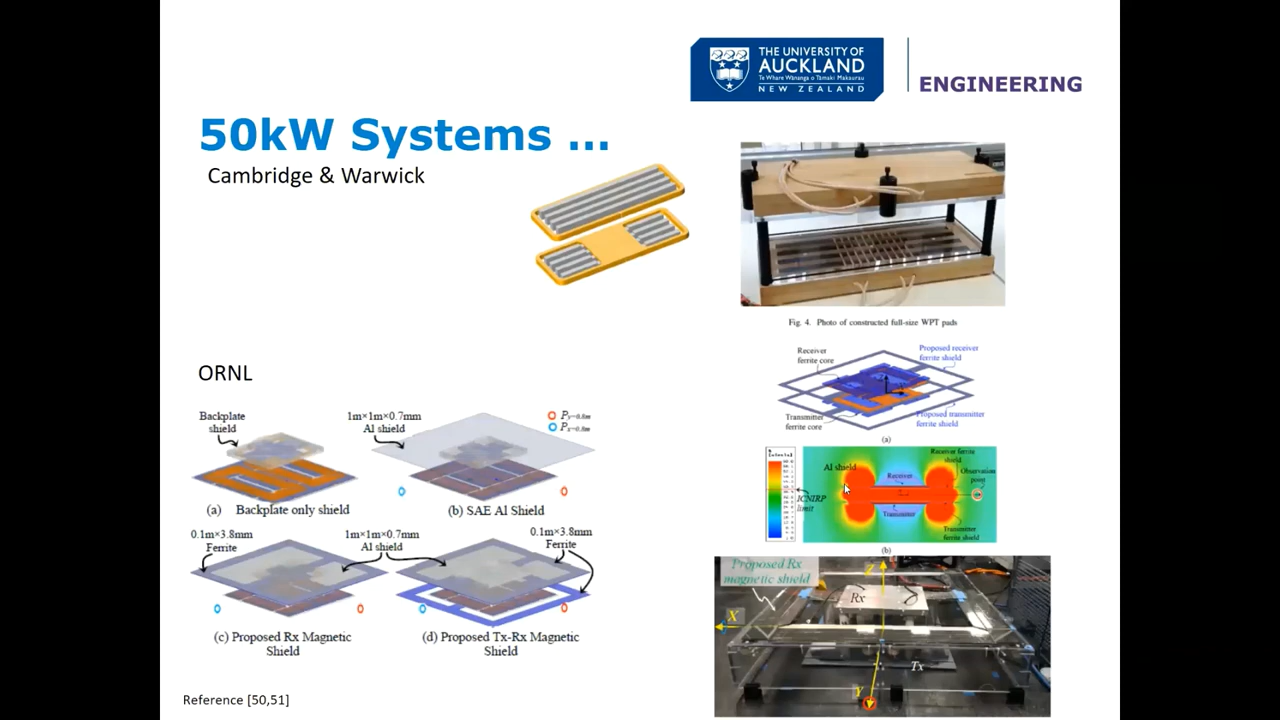 THE UNIVERSITY OF
AUCKLAND
Te Whare Wānanga o Tāmaki Makaurau
NEW ZEALAND
ENGINEERING
50kW Systems ...
Cambridge & Warwick
Fig. 4. Photo of constructed full-size WPT pads
Receiver
ferrite core
Proposed receiver
ferrite shield
Transmitter
ferrite core
Proposed transmitter
ferrite shield
(a)
Al shield
Receiver
Receiver ferrite
shield
Observation
point
ICNIRP
limit
Transmitter
Transmitter
ferrite shield
(b)
Proposed Rx
magnetic shield
Z
Rx
X
Tx
Y
ORNL
Backplate
shield
1m×1m×0.7mm
Al shield
Px=0.8m
Px=0.8m
(a) Backplate only shield
(b) SAE Al Shield
0.1m×3.8mm
Ferrite
1m×1m×0.7mm
Al shield
0.1m×3.8mm
Ferrite
(c) Proposed Rx Magnetic
Shield
(d) Proposed Tx-Rx Magnetic
Shield
Reference [50,51]